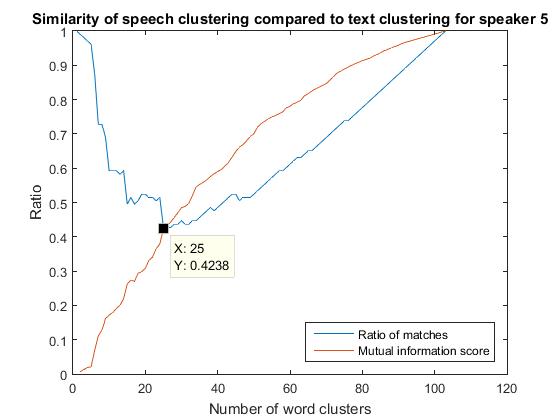 Similarity of speech clustering compared to text clustering for speaker 5
1
0.9
0.8
0.7
0.6
0.5
0.4
0.3
0.2
0.1
0
Ratio
X: 25
Y: 0.4238
Ratio of matches
Mutual information score
0 20 40 60 80 100 120
Number of word clusters